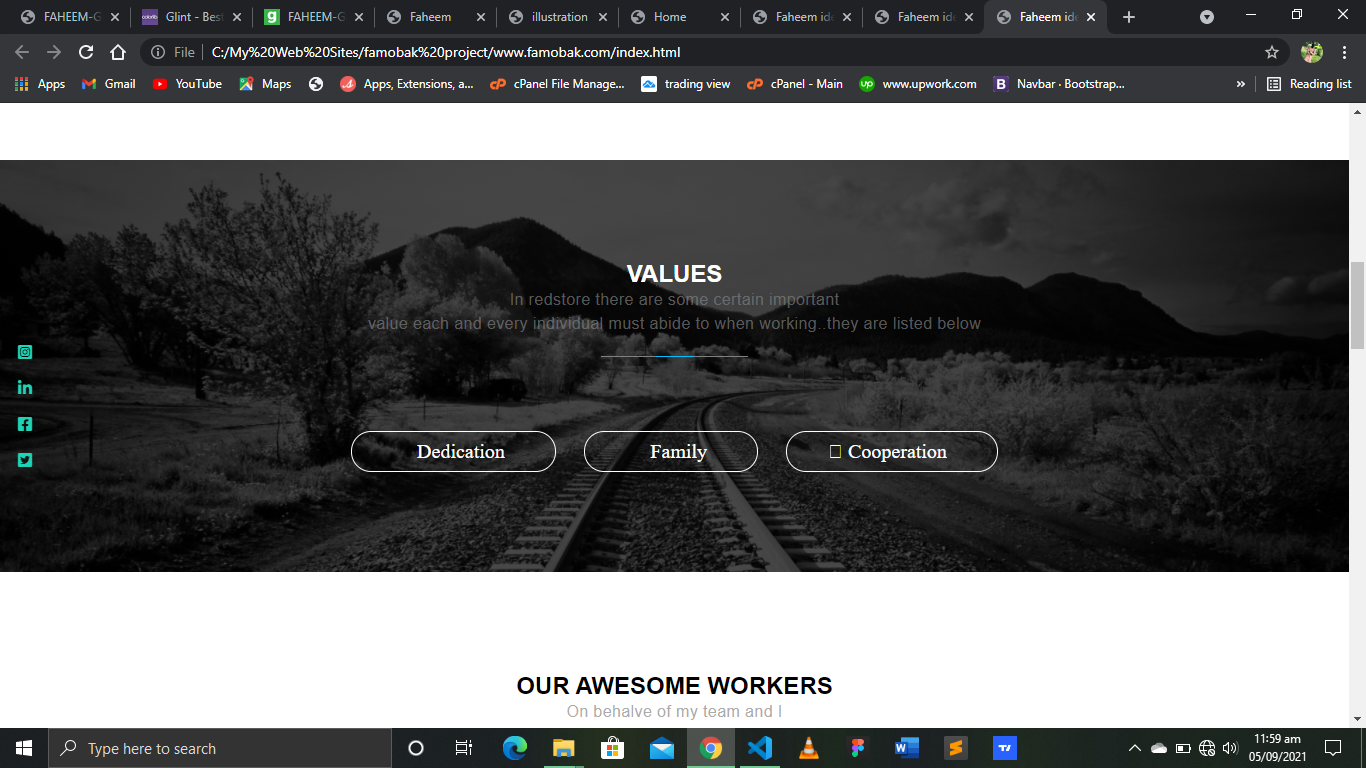 FAHEEM-G
Glint - Bes
FAHEEM-G
Faheem
illustration
Home
Faheem ide
Faheem ide
Faheem ide
File
C:/My%20Web%20Sites/famobak%20project/www.famobak.com/index.html
Apps
Gmail
YouTube
Maps
Apps, Extensions, a...
cPanel File Manage...
trading view
cPanel - Main
www.upwork.com
Navbar · Bootstrap...
»
Reading list
VALUES
In redstore there are some certain important
value each and every individual must abide to when working..they are listed below
Dedication
Family
Cooperation
OUR AWESOME WORKERS
On behalve of my team and I
Type here to search
11:59 am
05/09/2021